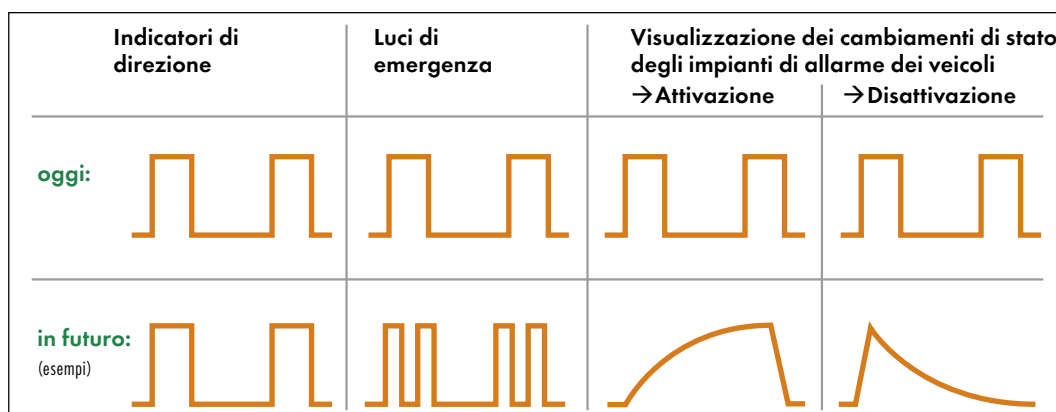 Indicatori di
direzione
Luci di
emergenza
Visualizzazione dei cambiamenti di stato
degli impianti di allarme dei veicoli
→Attivazione
→Disattivazione
oggi:
in futuro:
(esempi)